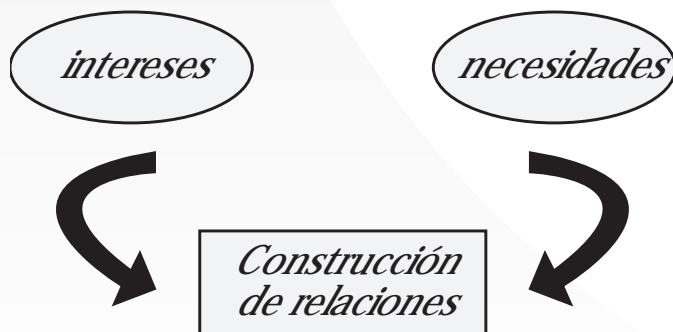 intereses
necesidades
Construcción
de relaciones